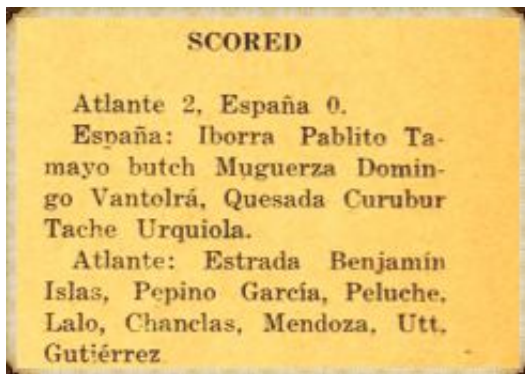 SCORED
Atlante 2, España 0.
España: Iborra Pablito Ta-
mayo butch Muguerza Domin-
go Vantolrá, Quesada Curubur
Tache Urquiola.
Atlante: Estrada Benjamín
Islas, Pepino García, Peluche,
Lalo, Chanclas, Mendoza, Utt,
Gutiérrez